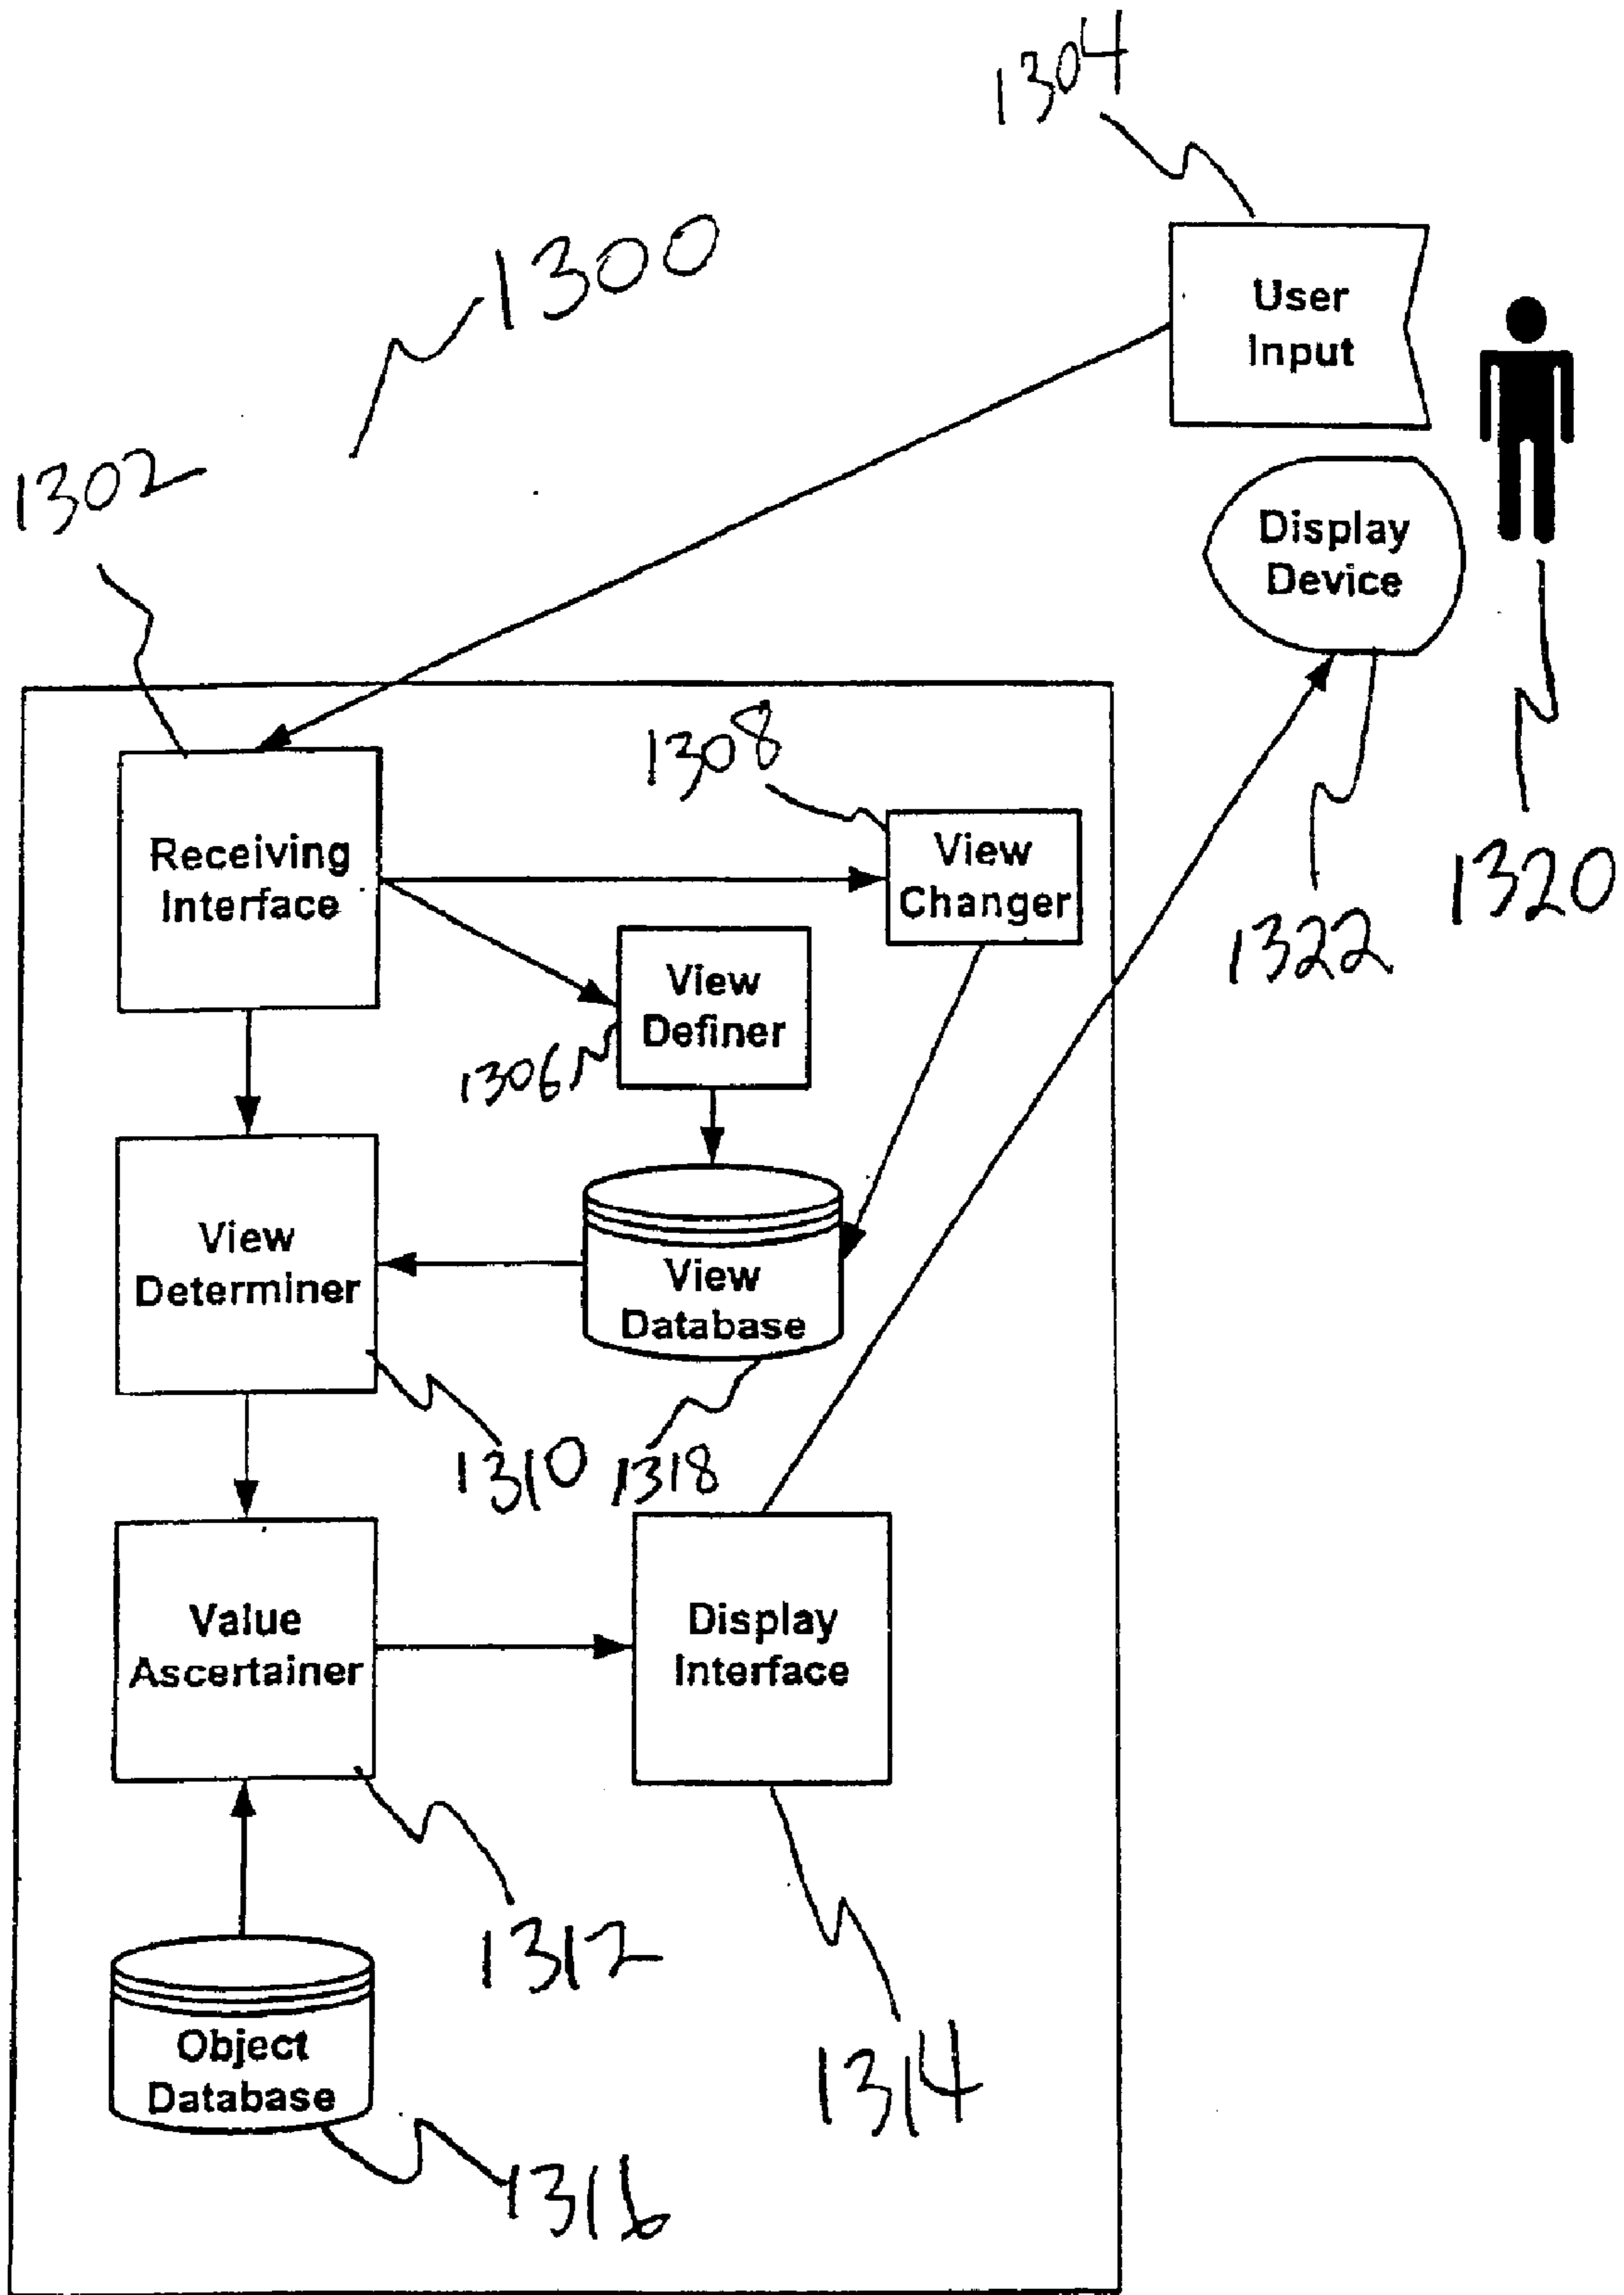 1304
1300
User
Input
1302
Display
Device
1308
Receiving
Interface
View
Changer
1320
1322
View
Definer
1306
View
Determiner
View
Database
1310
1318
Value
Ascertainer
Display
Interface
1312
1314
Object
Database
1316